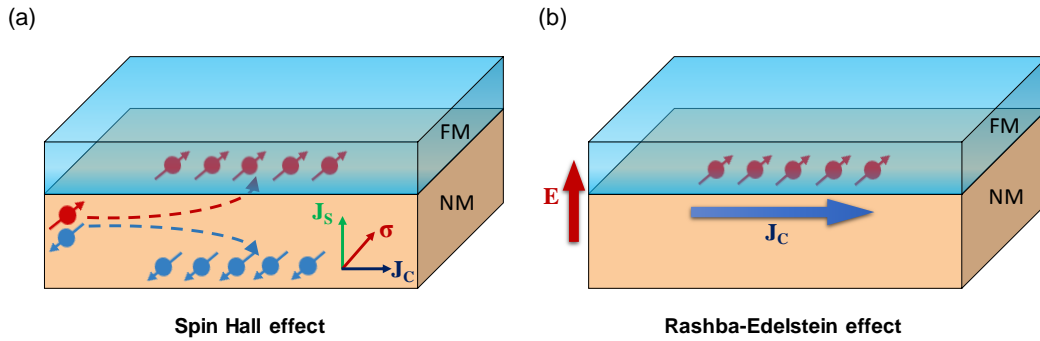 (a)
FM
NM
J_S
σ
J_C
Spin Hall effect
(b)
FM
NM
E
J_C
Rashba-Edelstein effect